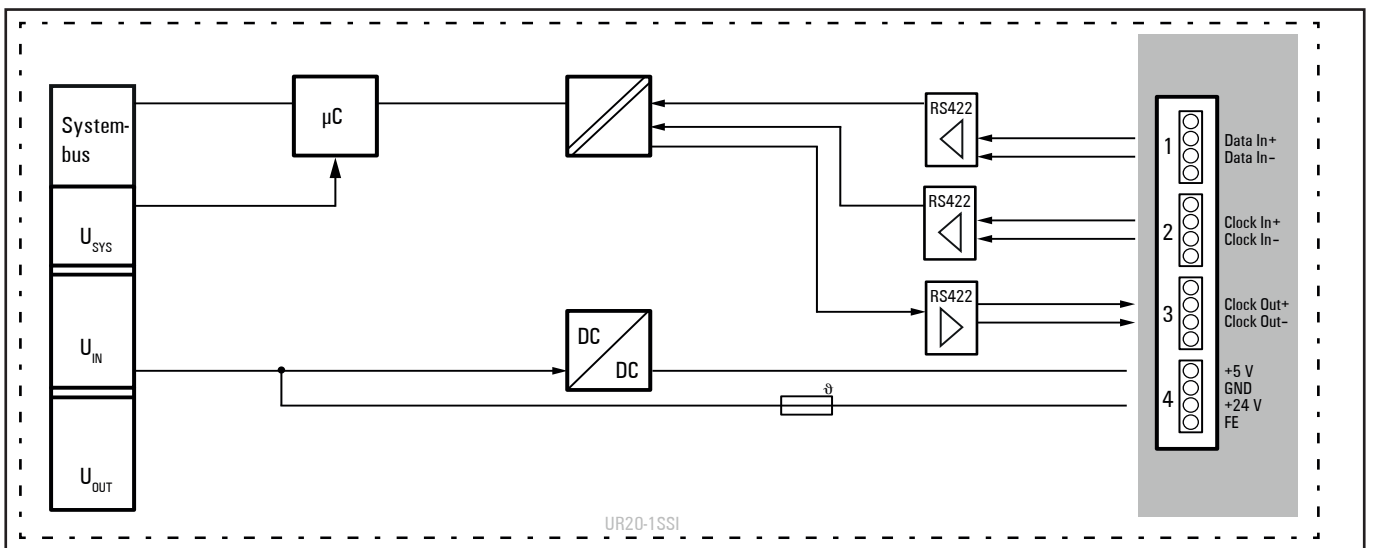 System-
bus
U_SYS
U_IN
U_OUT
µC
DC
DC
RS422
RS422
RS422
ϑ
1
Data In+
Data In-
2
Clock In+
Clock In-
3
Clock Out+
Clock Out-
4
+5 V
GND
+24 V
FE
UR20-1SSI